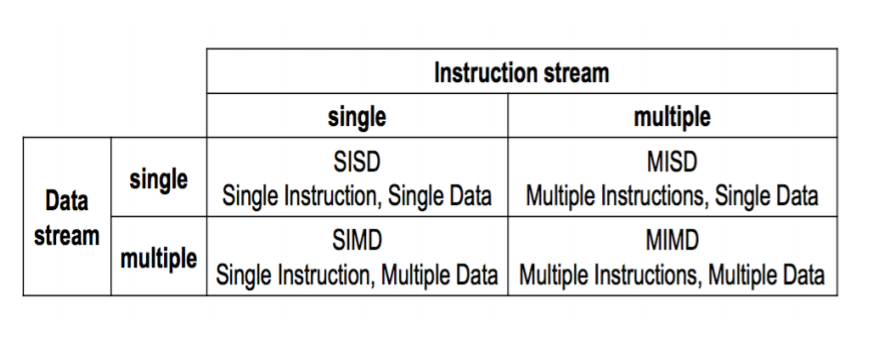 Instruction stream
single
multiple
Data
stream
single
SISD
Single Instruction, Single Data
MISD
Multiple Instructions, Single Data
multiple
SIMD
Single Instruction, Multiple Data
MIMD
Multiple Instructions, Multiple Data